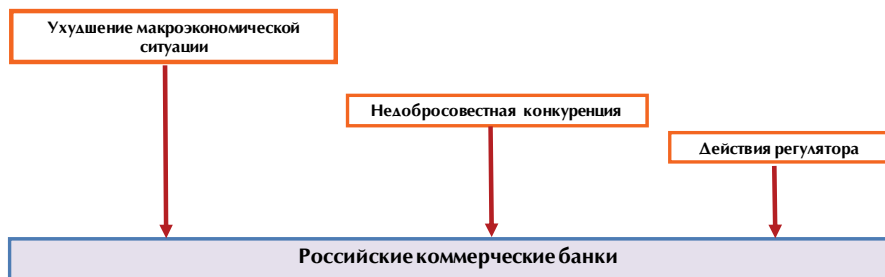 Ухудшение макроэкономической
ситуации
Недобросовестная конкуренция
Действия регулятора
Российские коммерческие банки